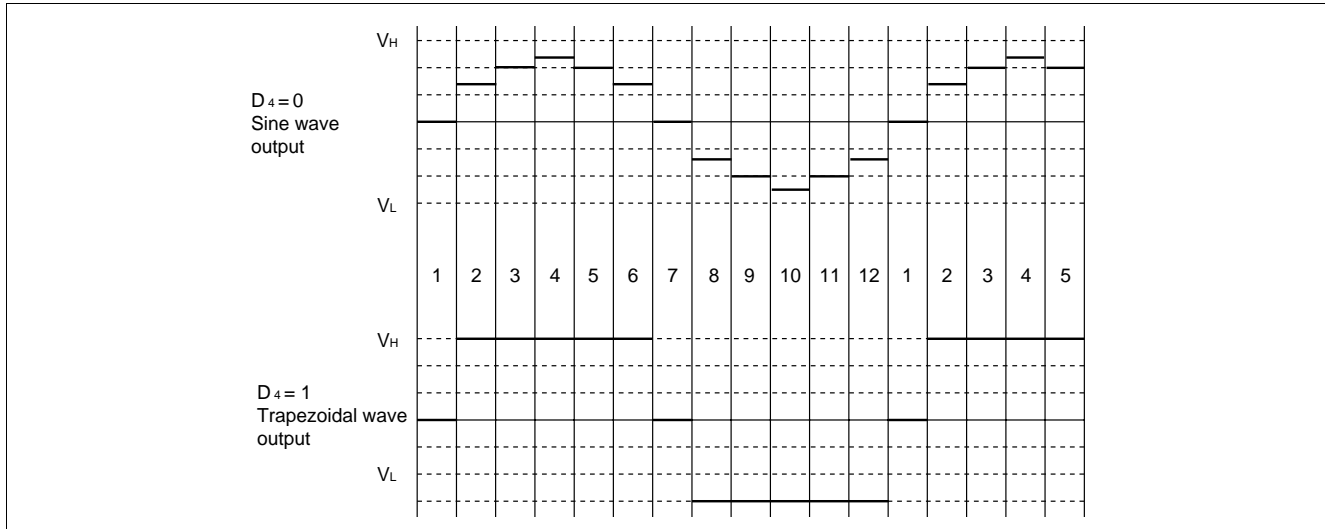 VH
D4=0
Sine wave
output
VL
1 2 3 4 5 6 7 8 9 10 11 12 1 2 3 4 5
VH
D4=1
Trapezoidal wave
output
VL